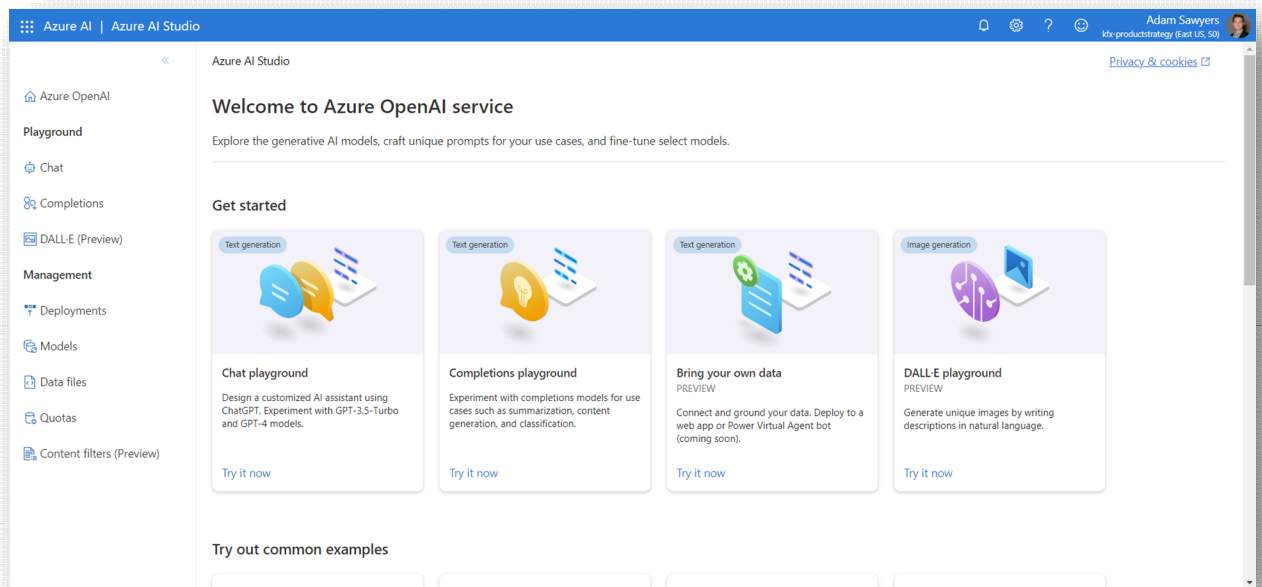 Azure AI | Azure AI Studio
Adam Sawyers
kfx-productstrategy (East US, S0)
Azure OpenAI
Playground
Chat
Completions
DALL·E (Preview)
Management
Deployments
Models
Data files
Quotas
Content filters (Preview)
Azure AI Studio
Privacy & cookies
Welcome to Azure OpenAI service
Explore the generative AI models, craft unique prompts for your use cases, and fine-tune select models.
Get started
Text generation
Chat playground
Design a customized AI assistant using
ChatGPT. Experiment with GPT-3.5-Turbo
and GPT-4 models.
Try it now
Text generation
Completions playground
Experiment with completions models for use
cases such as summarization, content
generation, and classification.
Try it now
Text generation
Bring your own data
PREVIEW
Connect and ground your data. Deploy to a
web app or Power Virtual Agent bot
(coming soon).
Try it now
Image generation
DALL·E playground
PREVIEW
Generate unique images by writing
descriptions in natural language.
Try it now
Try out common examples